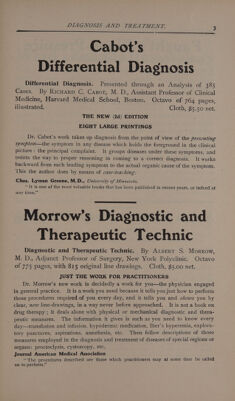 DIAGNOSIS AND TREATMENT. 3
Cabot's
Differential Diagnosis
Differential Diagnosis. Presented through an Analysis of 385
Cases. By RICHARD C. CABOT, M. D., Assistant Professor of Clinical
Medicine, Harvard Medical School, Boston. Octavo of 764 pages,
illustrated. Cloth, $5.50 net.
THE NEW (2d) EDITION
EIGHT LARGE PRINTINGS
Dr. Cabot's work takes up diagnosis from the point of view of the presenting
symptom—the symptom in any disease which holds the foreground in the clinical
picture: the principal complaint. It groups diseases under these symptoms, and
points the way to proper reasoning in coming to a correct diagnosis. It works
backward from each leading symptom to the actual organic cause of the symptom.
This the author does by means of case-teaching.
Chas. Lyman Greene, M. D., University of Minnesota.
"It is one of the most valuable books that has been published in recent years, or indeed at
any time."
Morrow's Diagnostic and
Therapeutic Technic
Diagnostic and Therapeutic Technic. By ALBERT S. MORROW,
M. D., Adjunct Professor of Surgery, New York Polyclinic. Octavo
of 775 pages, with 815 original line drawings. Cloth, $5.00 net.
JUST THE WORK FOR PRACTITIONERS
Dr. Morrow's new work is decidedly a work for you—the physician engaged
in general practice. It is a work you need because it tells you just how to perform
those procedures required of you every day, and it tells you and shows you by
clear, new line-drawings, in a way never before approached. It is not a book on
drug therapy; it deals alone with physical or mechanical diagnostic and thera-
peutic measures. The information it gives is such as you need to know every
day—transfusion and infusion, hypodermic medication, Bier's hyperemia, explora-
tory punctures, aspirations, anesthesia, etc. Then follow descriptions of those
measures employed in the diagnosis and treatment of diseases of special regions or
organs: proctoclysis, cystoscopy, etc.
Journal American Medical Association
"The procedures described are those which practitioners may at some time be called
on to perform."